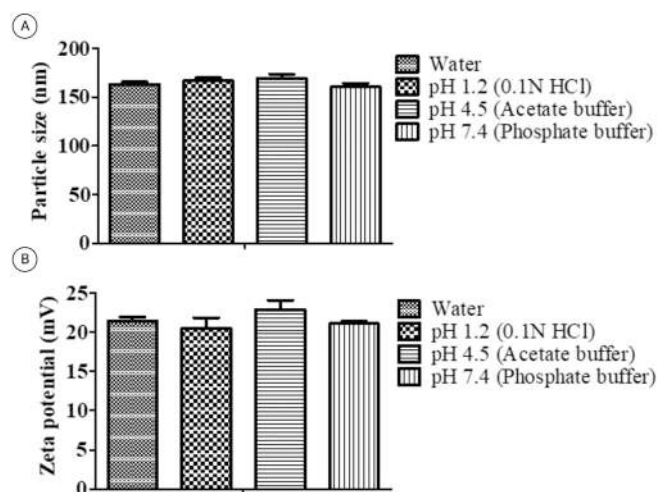 A
200
150
100
50
0
Particle size (nm)
Water
pH 1.2 (0.1N HCl)
pH 4.5 (Acetate buffer)
pH 7.4 (Phosphate buffer)
B
25
20
15
10
5
0
Zeta potential (mV)
Water
pH 1.2 (0.1N HCl)
pH 4.5 (Acetate buffer)
pH 7.4 (Phosphate buffer)